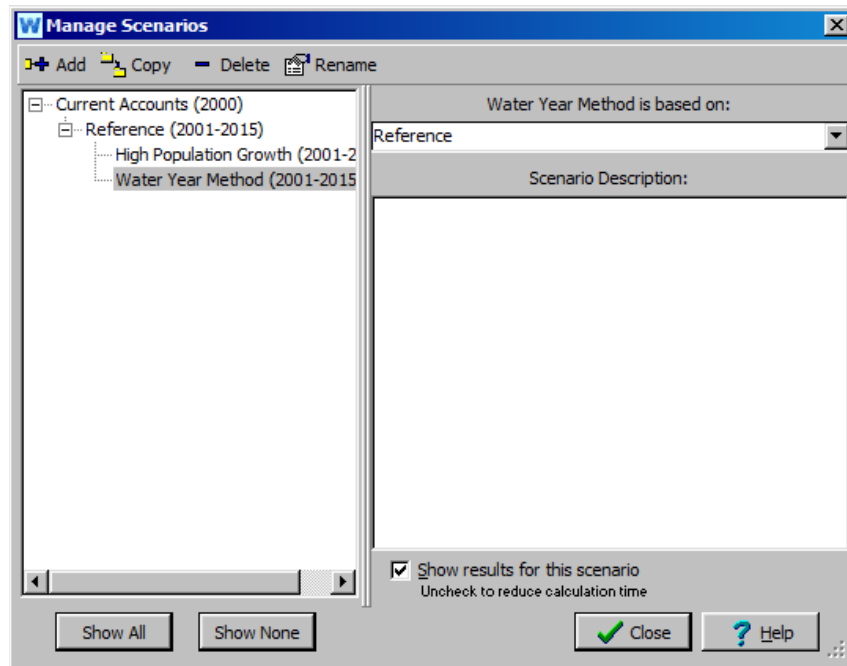 Manage Scenarios
Add Copy Delete Rename
Current Accounts (2000)
Reference (2001-2015)
High Population Growth (2001-2
Water Year Method (2001-2015
Water Year Method is based on:
Reference
Scenario Description:
Show results for this scenario
Uncheck to reduce calculation time
Show All Show None Close Help